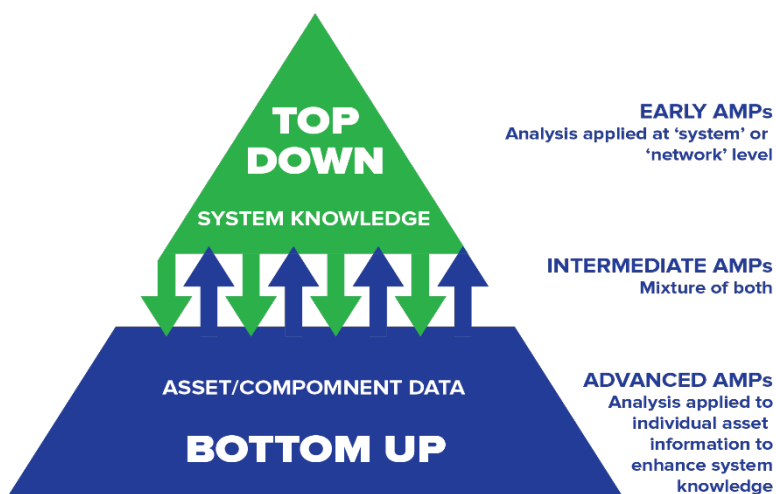 TOP
DOWN
SYSTEM KNOWLEDGE
EARLY AMPs
Analysis applied at ‘system’ or
‘network’ level
INTERMEDIATE AMPs
Mixture of both
ASSET/COMPOMNENT DATA
BOTTOM UP
ADVANCED AMPs
Analysis applied to
individual asset
information to
enhance system
knowledge